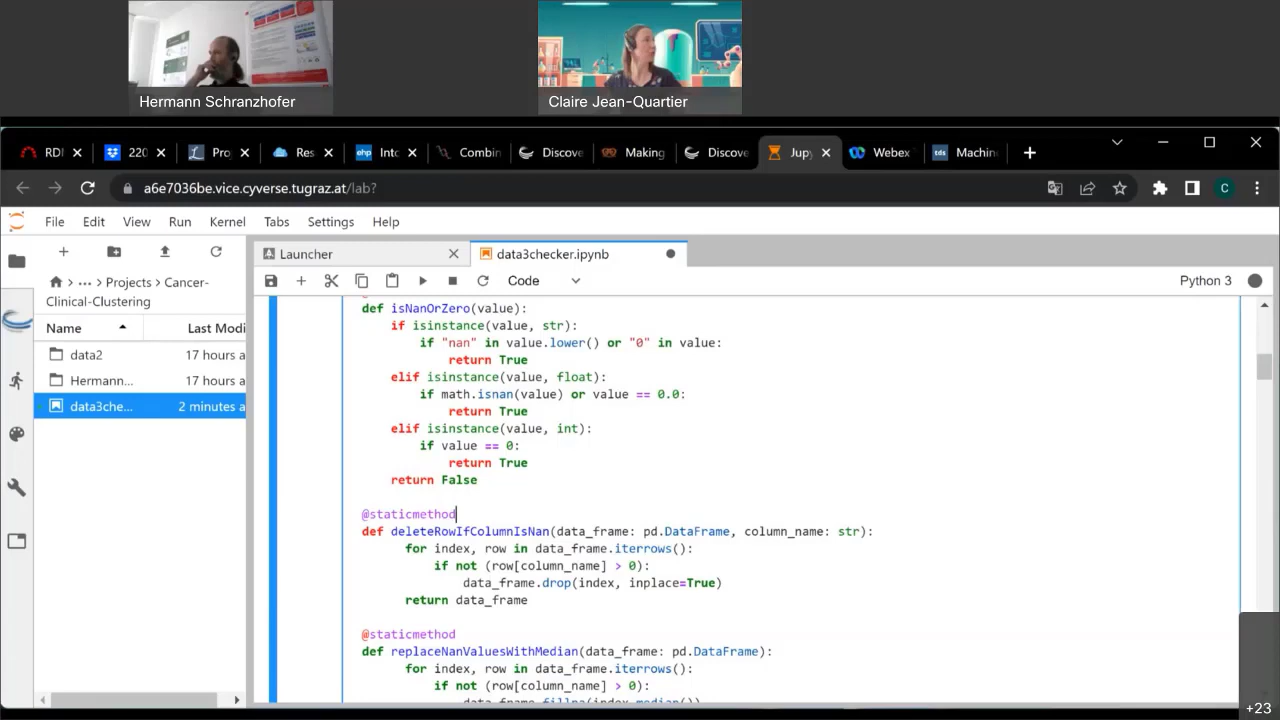 Hermann Schranzhofer
Claire Jean-Quartier
RDI
220
Pro
Res
Into
Combin
Discove
Making
Discove
Jupy
Webex
Machin
a6e7036be.vice.cyverse.tugraz.at/lab?
C
File Edit View Run Kernel Tabs Settings Help
Launcher
data3checker.ipynb
Code
Python 3
··· > Projects > Cancer-
Clinical-Clustering
Name Last Modi
data2 17 hours a
Hermann... 17 hours a
data3che... 2 minutes a
def isNanOrZero(value):
if isinstance(value, str):
if "nan" in value.lower() or "0" in value:
return True
elif isinstance(value, float):
if math.isnan(value) or value == 0.0:
return True
elif isinstance(value, int):
if value == 0:
return True
return False
@staticmethod
def deleteRowIfColumnIsNan(data_frame: pd.DataFrame, column_name: str):
for index, row in data_frame.iterrows():
if not (row[column_name] > 0):
data_frame.drop(index, inplace=True)
return data_frame
@staticmethod
def replaceNanValuesWithMedian(data_frame: pd.DataFrame):
for index, row in data_frame.iterrows():
if not (row[column_name] > 0):
data_frame.fillna(index.median())
+23